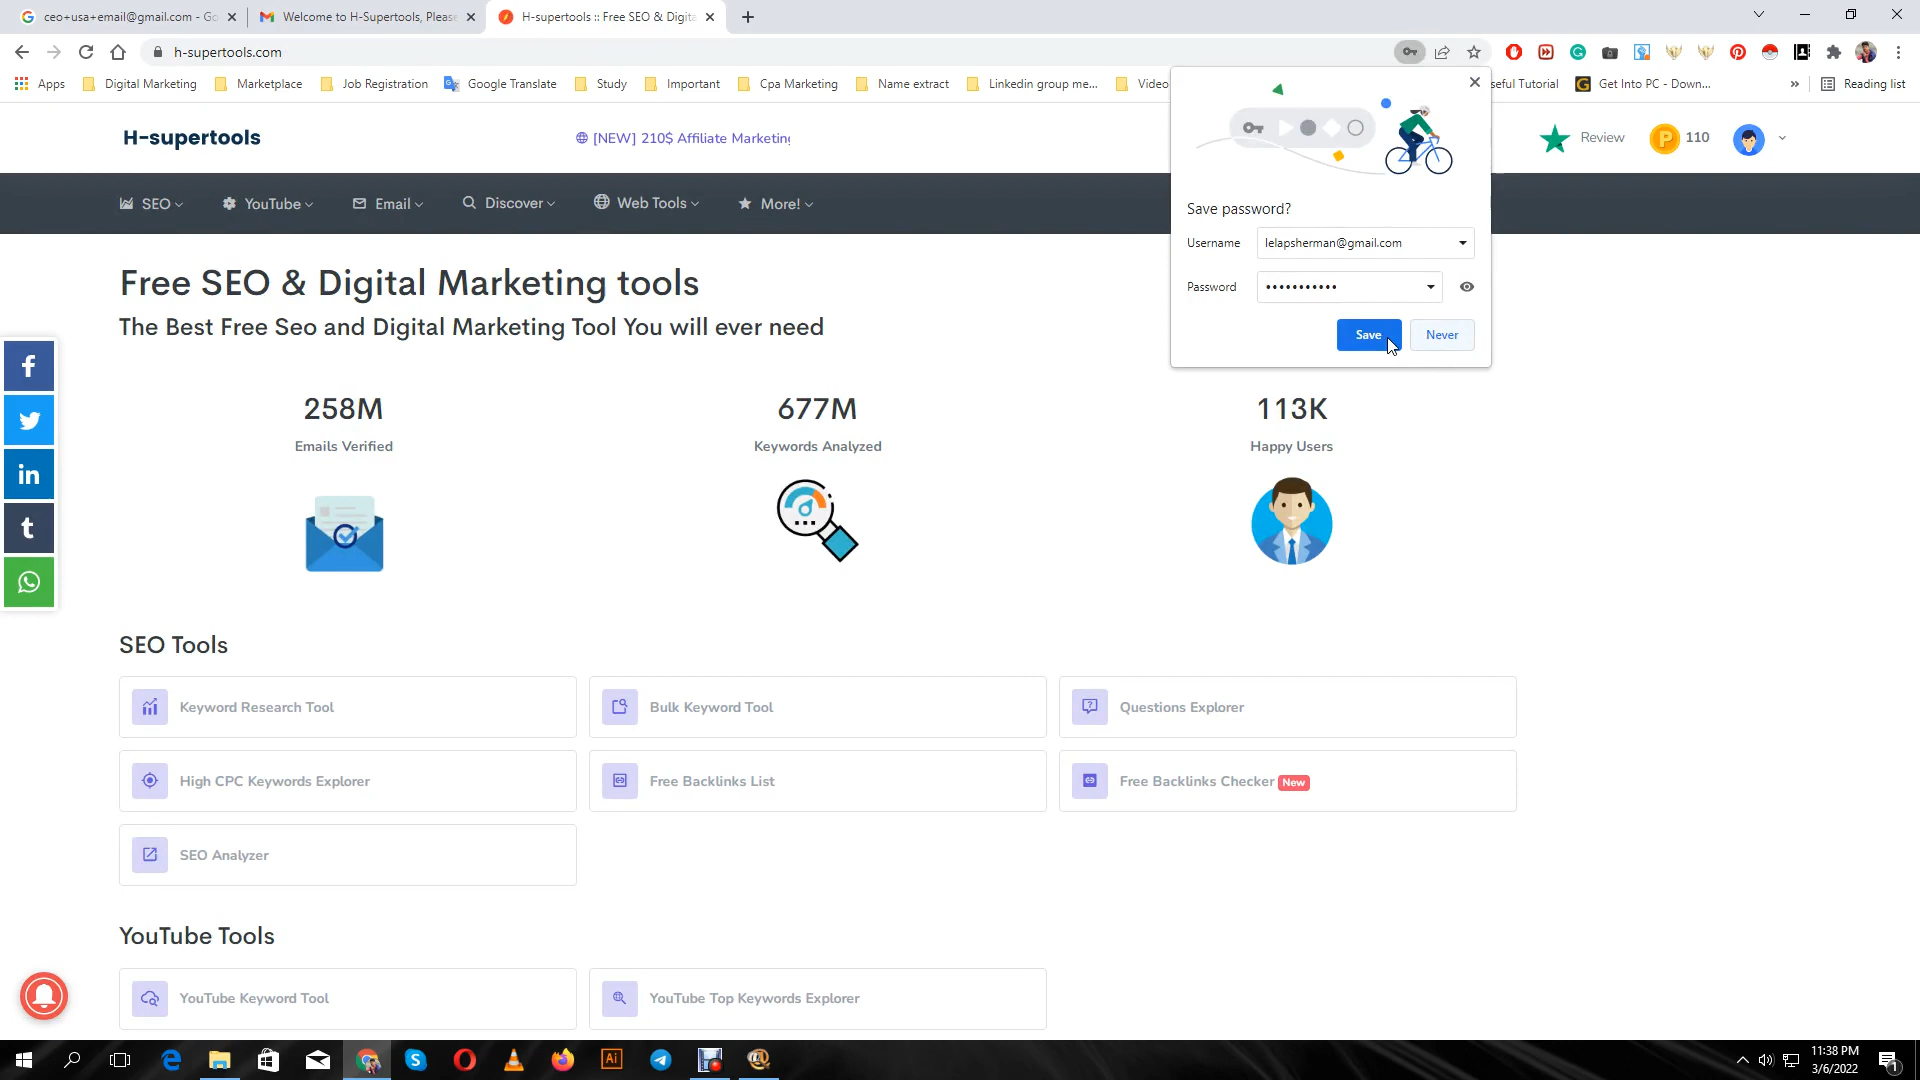 ceo+usa+email@gmail.com - Go
Welcome to H-Supertools, Please
H-supertools :: Free SEO & Digita
h-supertools.com
Apps
Digital Marketing
Marketplace
Job Registration
Google Translate
Study
Important
Cpa Marketing
Name extract
Linkedin group me...
Video
seful Tutorial
Get Into PC - Down...
»
Reading list
H-supertools
[NEW] 210$ Affiliate Marketing
Review
110
SEO
YouTube
Email
Discover
Web Tools
More!
Save password?
Username
lelapsherman@gmail.com
Password
•••••••••••
Save
Never
Free SEO & Digital Marketing tools
The Best Free Seo and Digital Marketing Tool You will ever need
258M
Emails Verified
677M
Keywords Analyzed
113K
Happy Users
SEO Tools
Keyword Research Tool
Bulk Keyword Tool
Questions Explorer
High CPC Keywords Explorer
Free Backlinks List
Free Backlinks Checker New
SEO Analyzer
YouTube Tools
YouTube Keyword Tool
YouTube Top Keywords Explorer
11:38 PM
3/6/2022
1